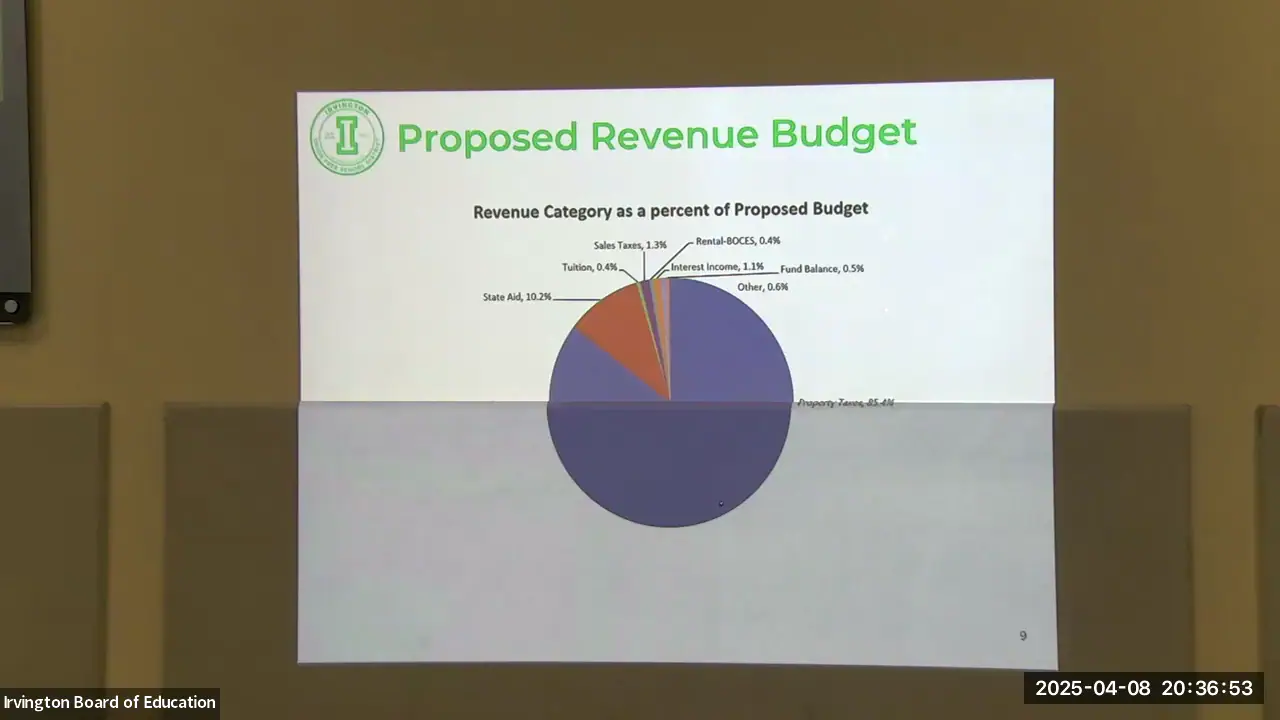 IRVINGTON
I
Proposed Revenue Budget
Revenue Category as a percent of Proposed Budget
Sales Taxes, 1.3%
Rental-BOCES, 0.4%
Tuition, 0.4%
Interest Income, 1.1%
Fund Balance, 0.5%
Other, 0.6%
State Aid, 10.2%
Property Taxes, 85.4%
9
2025-04-08 20:36:53
Irvington Board of Education